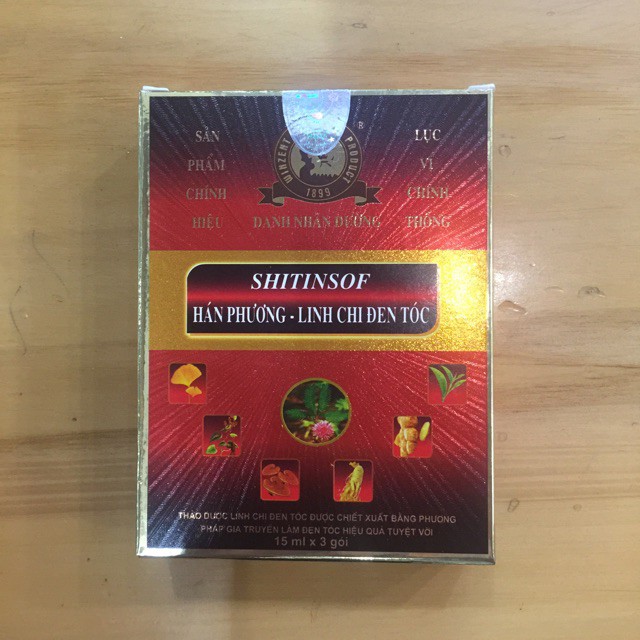 SẢN
PHẨM
CHÍNH
HIỆU
WINZENT PRODUCT
R
1899
DANH NHÂN ĐƯỜNG
LỤC
VỊ
CHÍNH
THỐNG
SHITINSOF
HÁN PHƯƠNG - LINH CHI ĐEN TÓC
THẢO DƯỢC LINH CHI ĐEN TÓC ĐƯỢC CHIẾT XUẤT BẰNG PHƯƠNG
PHÁP GIA TRUYỀN LÀM ĐEN TÓC HIỆU QUẢ TUYỆT VỜI
15 ml x 3 gói